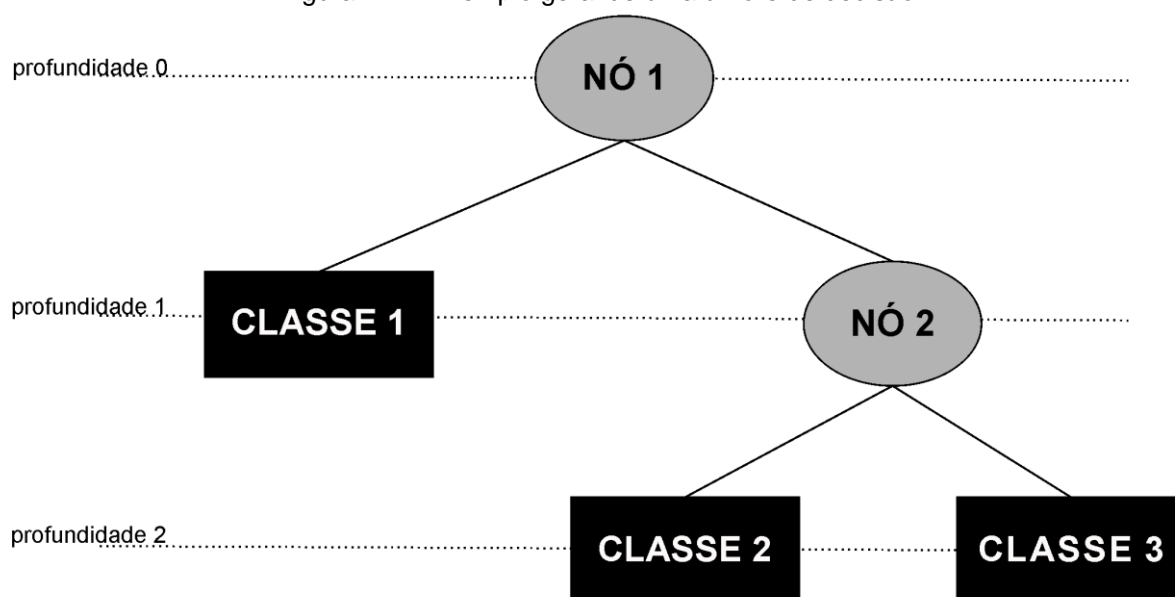 profundidade 0
NÓ 1
profundidade 1
CLASSE 1
NÓ 2
profundidade 2
CLASSE 2
CLASSE 3